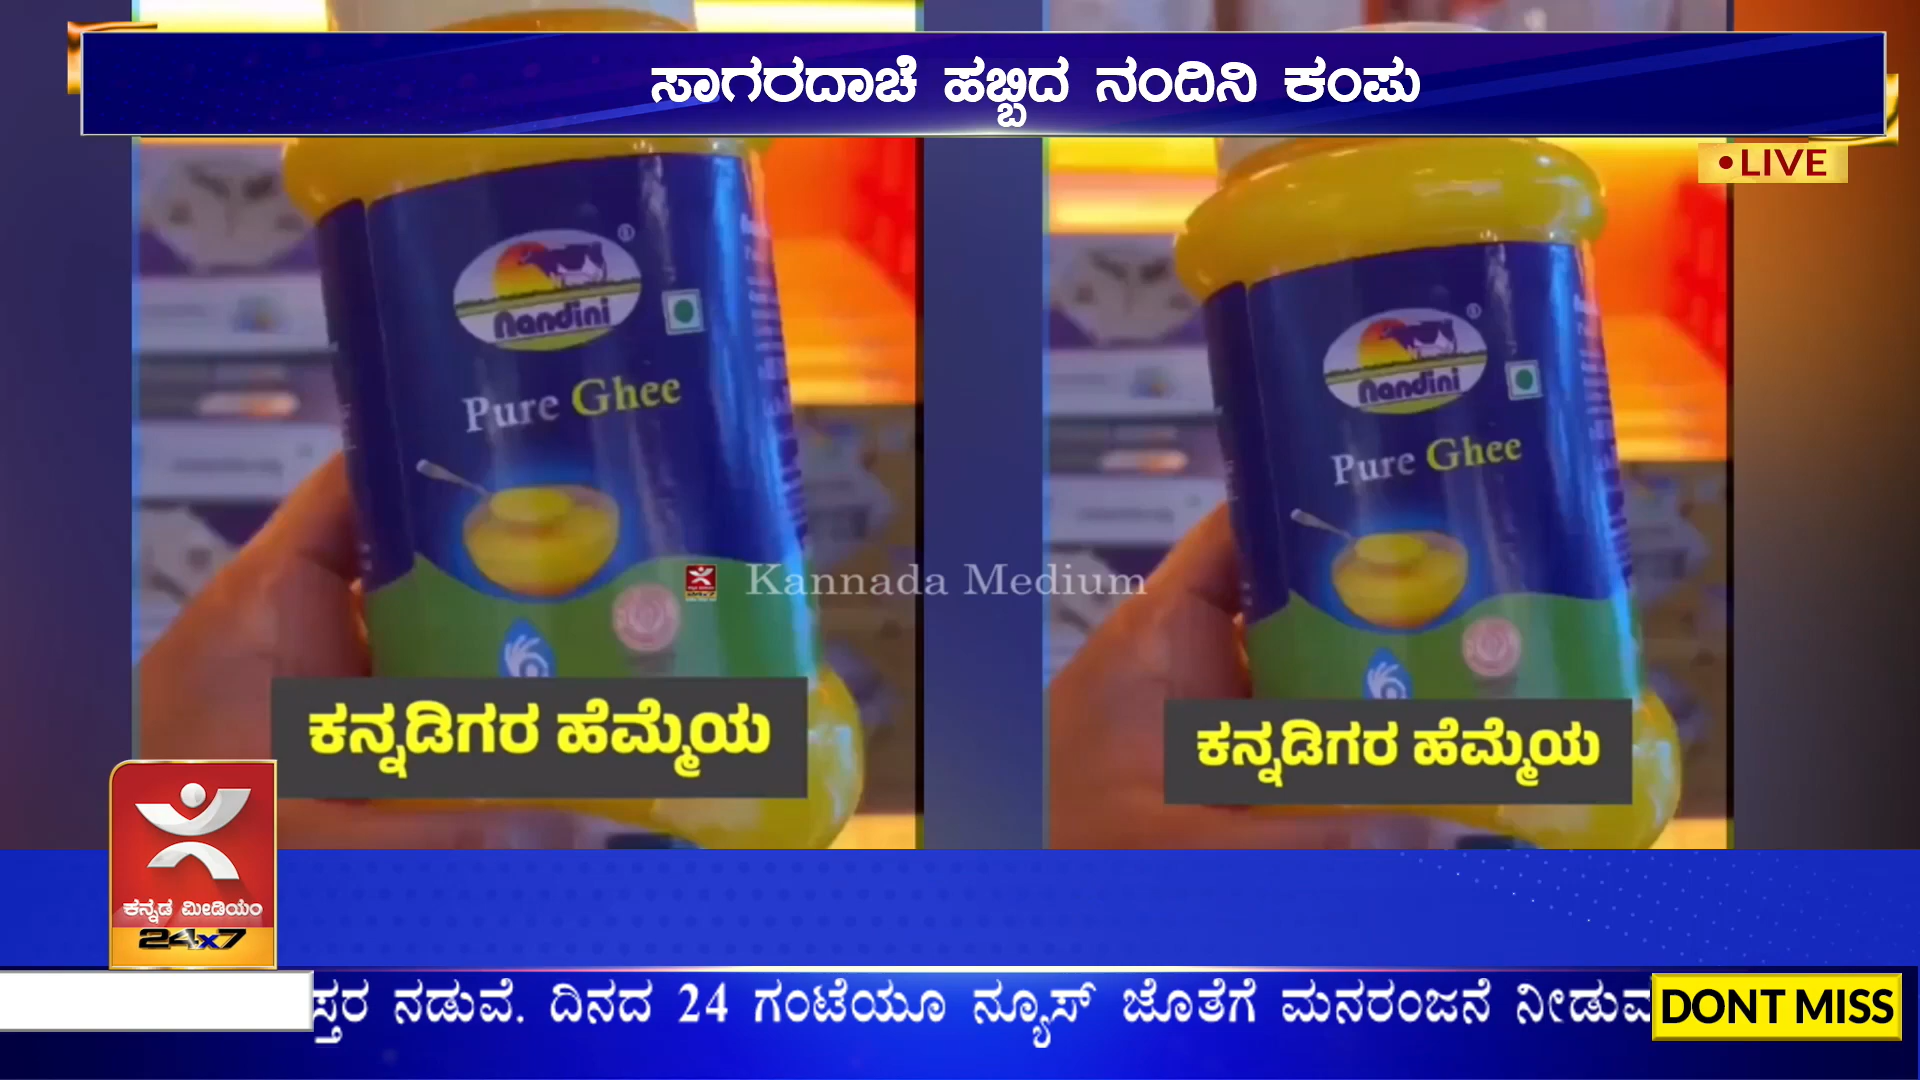 ಸಾಗರದಾಚೆ ಹಬ್ಬಿದ ನಂದಿನಿ ಕಂಪು
• LIVE
Nandini
Pure Ghee
Nandini
Pure Ghee
Kannada Medium
ಕನ್ನಡಿಗರ ಹೆಮ್ಮೆಯ
ಕನ್ನಡಿಗರ ಹೆಮ್ಮೆಯ
ಕನ್ನಡ ಮೀಡಿಯಂ
24x7
ಸ್ತರ ನಡುವೆ. ದಿನದ 24 ಗಂಟೆಯೂ ನ್ಯೂಸ್ ಜೊತೆಗೆ ಮನರಂಜನೆ ನೀಡುವ
DONT MISS